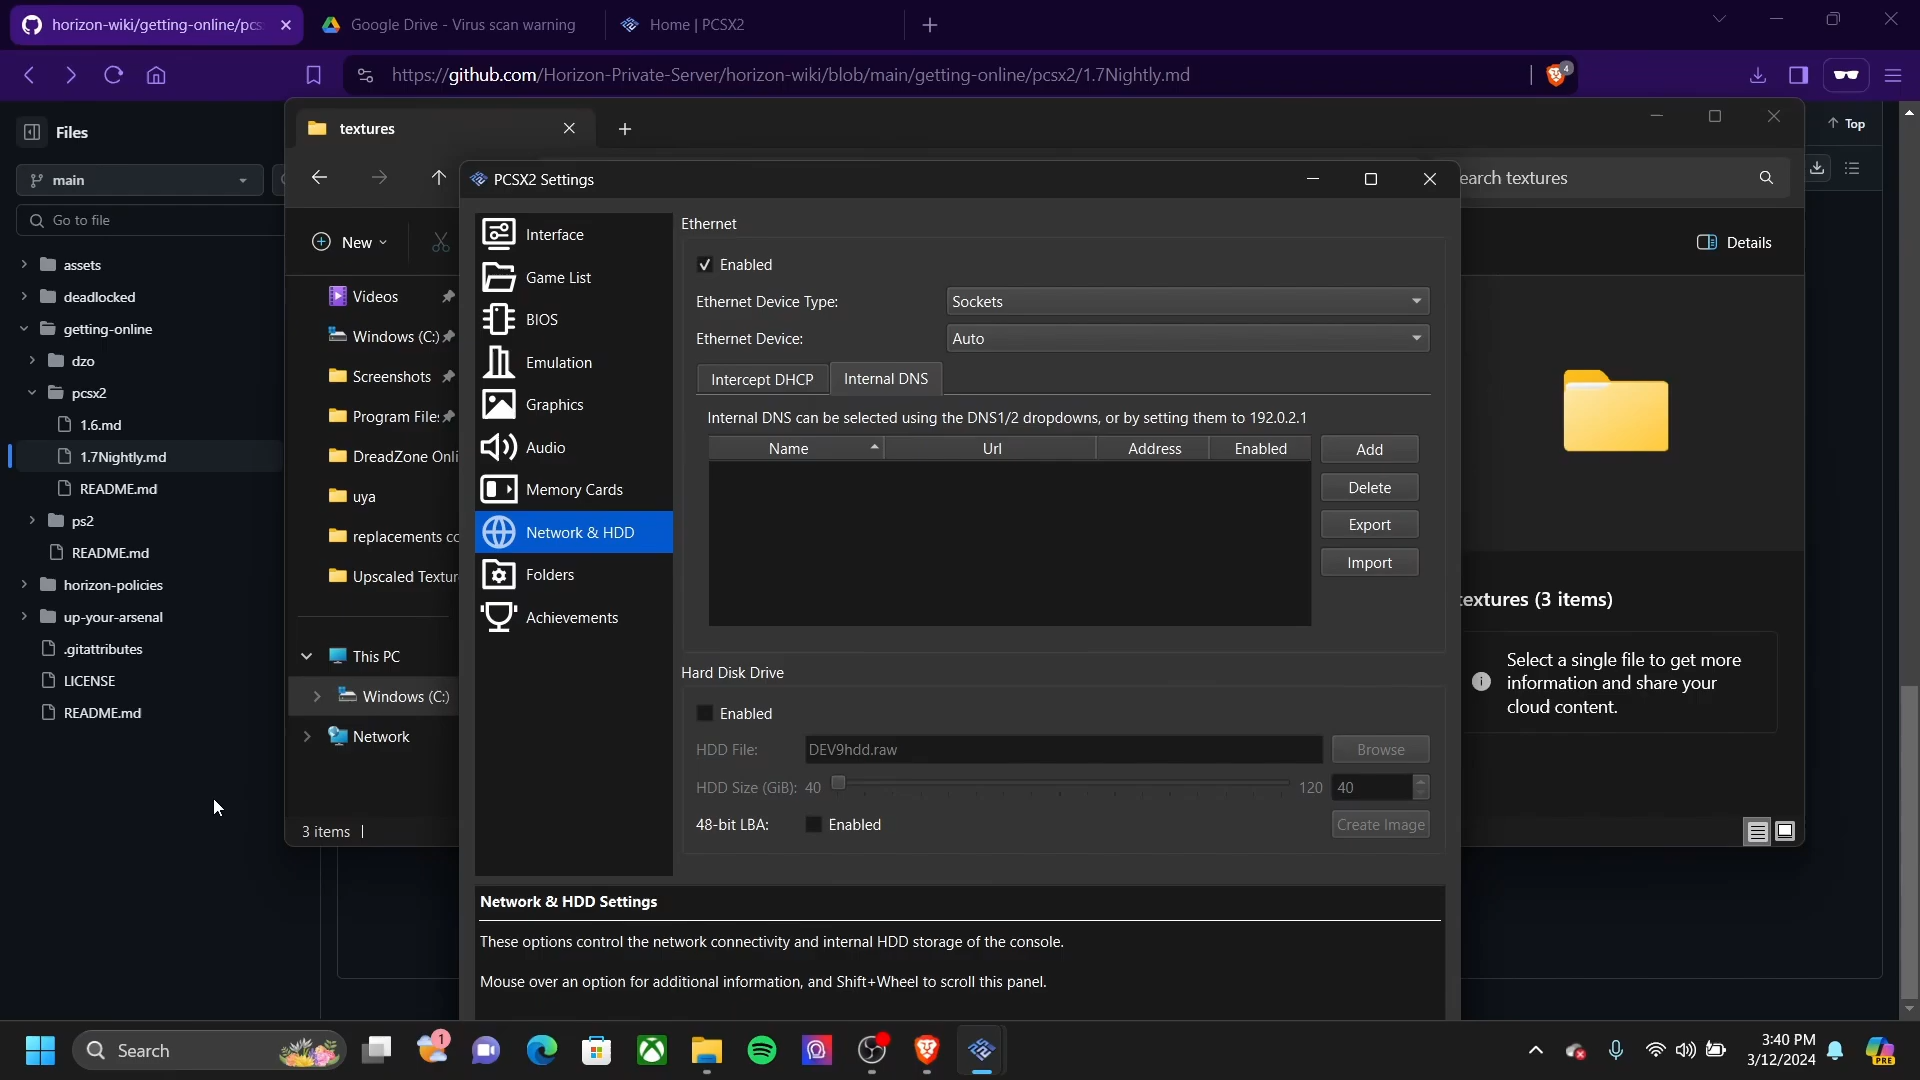 horizon-wiki/getting-online/pcs
Google Drive - Virus scan warning
Home | PCSX2
https://github.com/Horizon-Private-Server/horizon-wiki/blob/main/getting-online/pcsx2/1.7Nightly.md
4
Files
main
Go to file
assets
deadlocked
getting-online
dzo
pcsx2
1.6.md
1.7Nightly.md
README.md
ps2
README.md
horizon-policies
up-your-arsenal
.gitattributes
LICENSE
README.md
Top
textures
earch textures
New
Details
Videos
Windows (C:)
Screenshots
Program Files
DreadZone Onli
uya
replacements co
Upscaled Textur
This PC
Windows (C:)
Network
3 items
extures (3 items)
Select a single file to get more
information and share your
cloud content.
PCSX2 Settings
Interface
Game List
BIOS
Emulation
Graphics
Audio
Memory Cards
Network & HDD
Folders
Achievements
Ethernet
Enabled
Ethernet Device Type:
Sockets
Ethernet Device:
Auto
Intercept DHCP
Internal DNS
Internal DNS can be selected using the DNS1/2 dropdowns, or by setting them to 192.0.2.1
Name
Url
Address
Enabled
Add
Delete
Export
Import
Hard Disk Drive
Enabled
HDD File:
DEV9hdd.raw
Browse
HDD Size (GiB): 40
120
40
48-bit LBA:
Enabled
Create Image
Network & HDD Settings
These options control the network connectivity and internal HDD storage of the console.
Mouse over an option for additional information, and Shift+Wheel to scroll this panel.
Search
1
3:40 PM
3/12/2024
PRE